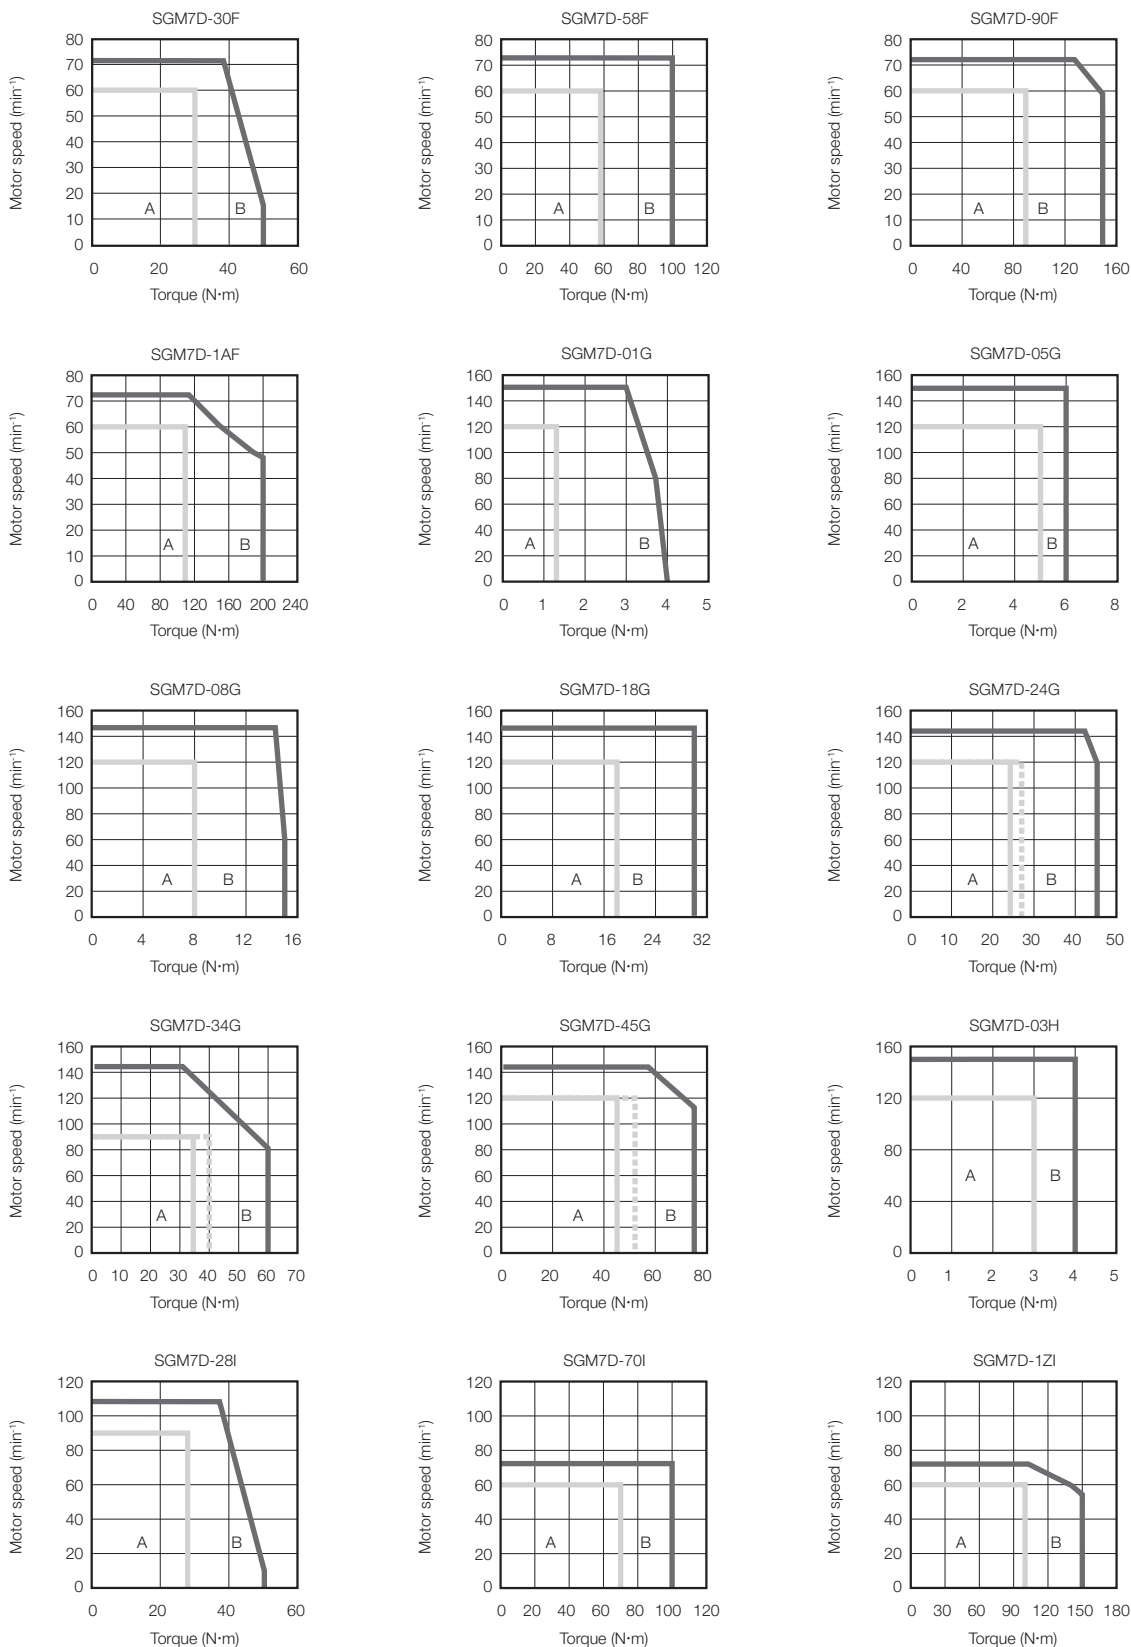 SGM7D-30F
Motor speed (min-1)
80
70
60
50
40
30
20
10
0
A
B
0 20 40 60
Torque (N•m)
SGM7D-58F
Motor speed (min-1)
80
70
60
50
40
30
20
10
0
A
B
0 20 40 60 80 100 120
Torque (N•m)
SGM7D-90F
Motor speed (min-1)
80
70
60
50
40
30
20
10
0
A
B
0 40 80 120 160
Torque (N•m)
SGM7D-1AF
Motor speed (min-1)
80
70
60
50
40
30
20
10
0
A
B
0 40 80 120 160 200 240
Torque (N•m)
SGM7D-01G
Motor speed (min-1)
160
140
120
100
80
60
40
20
0
A
B
0 1 2 3 4 5
Torque (N•m)
SGM7D-05G
Motor speed (min-1)
160
140
120
100
80
60
40
20
0
A
B
0 2 4 6 8
Torque (N•m)
SGM7D-08G
Motor speed (min-1)
160
140
120
100
80
60
40
20
0
A
B
0 4 8 12 16
Torque (N•m)
SGM7D-18G
Motor speed (min-1)
160
140
120
100
80
60
40
20
0
A
B
0 8 16 24 32
Torque (N•m)
SGM7D-24G
Motor speed (min-1)
160
140
120
100
80
60
40
20
0
A
B
0 10 20 30 40 50
Torque (N•m)
SGM7D-34G
Motor speed (min-1)
160
140
120
100
80
60
40
20
0
A
B
0 10 20 30 40 50 60 70
Torque (N•m)
SGM7D-45G
Motor speed (min-1)
160
140
120
100
80
60
40
20
0
A
B
0 20 40 60 80
Torque (N•m)
SGM7D-03H
Motor speed (min-1)
160
120
80
40
0
A
B
0 1 2 3 4 5
Torque (N•m)
SGM7D-28I
Motor speed (min-1)
120
100
80
60
40
20
0
A
B
0 20 40 60
Torque (N•m)
SGM7D-70I
Motor speed (min-1)
120
100
80
60
40
20
0
A
B
0 20 40 60 80 100 120
Torque (N•m)
SGM7D-1ZI
Motor speed (min-1)
120
100
80
60
40
20
0
A
B
0 30 60 90 120 150 180
Torque (N•m)